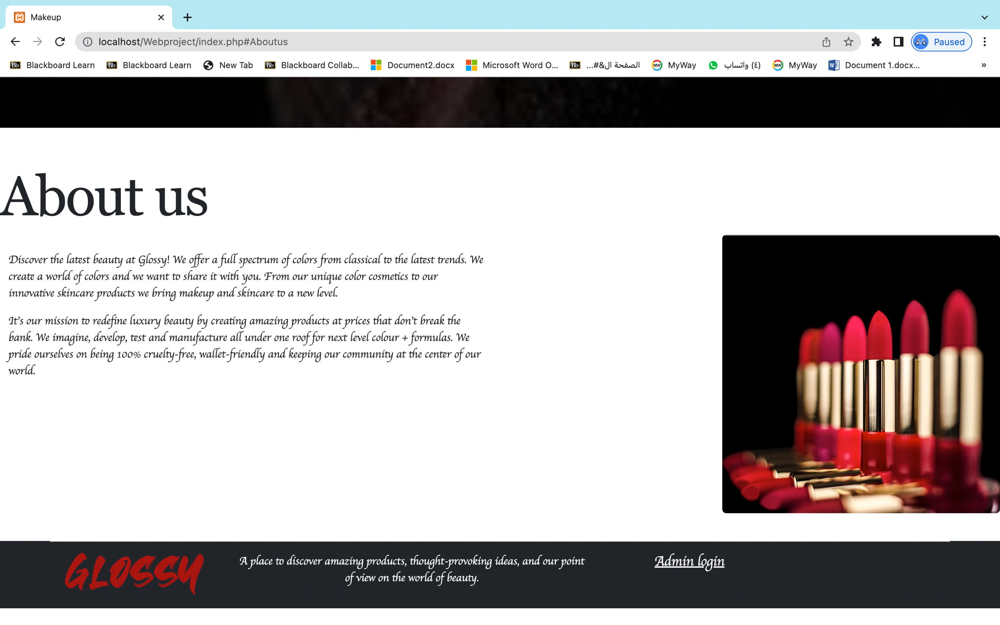 Makeup
localhost/Webproject/index.php#Aboutus
Paused
Blackboard Learn
Blackboard Learn
New Tab
Blackboard Collab...
Document2.docx
Microsoft Word O...
الصفحة ال&#...
MyWay
(٤) واتساب
MyWay
Document 1.docx...
»
About us
Discover the latest beauty at Glossy! We offer a full spectrum of colors from classical to the latest trends. We
create a world of colors and we want to share it with you. From our unique color cosmetics to our
innovative skincare products we bring makeup and skincare to a new level.
It's our mission to redefine luxury beauty by creating amazing products at prices that don't break the
bank. We imagine, develop, test and manufacture all under one roof for next level colour + formulas. We
pride ourselves on being 100% cruelty-free, wallet-friendly and keeping our community at the center of our
world.
GLOSSY
A place to discover amazing products, thought-provoking ideas, and our point
of view on the world of beauty.
Admin login